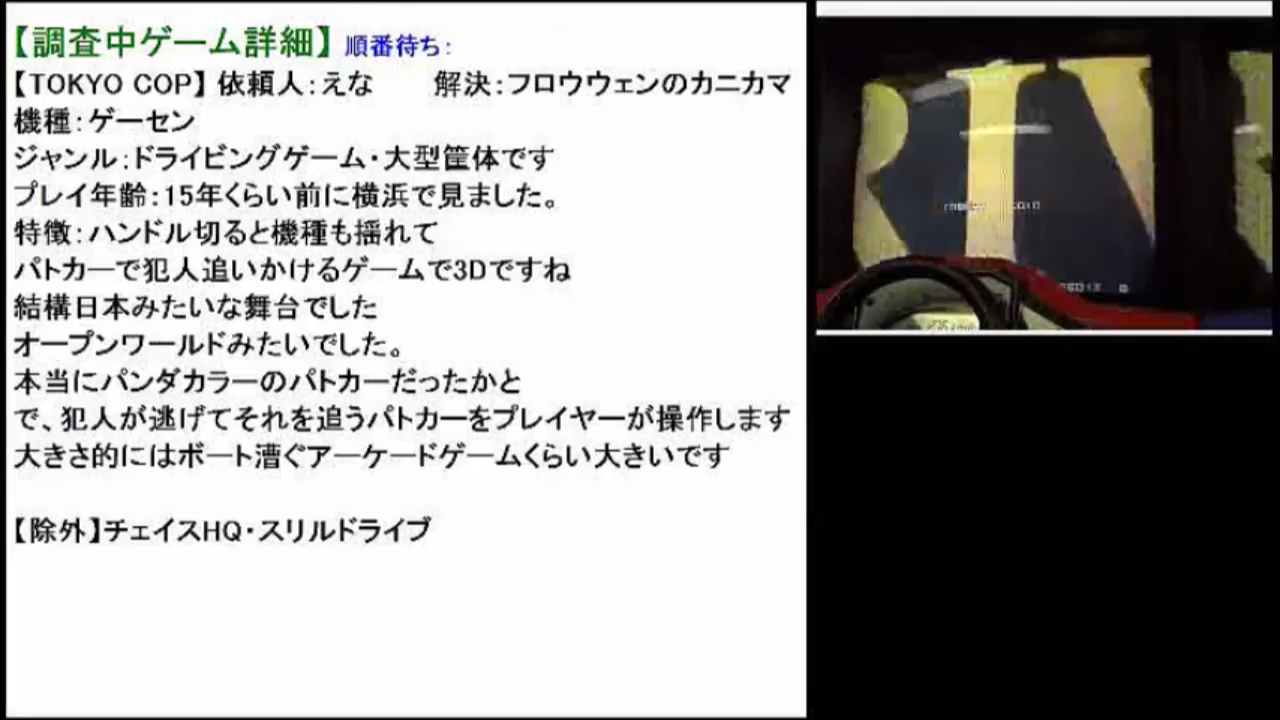 【調査中ゲーム詳細】 順番待ち:
【TOKYO COP】 依頼人:えな 解決:フロウウェンのカニカマ
機種:ゲーセン
ジャンル:ドライビングゲーム・大型筐体です
プレイ年齢:15年くらい前に横浜で見ました。
特徴:ハンドル切ると機種も揺れて
パトカーで犯人追いかけるゲームで3Dですね
結構日本みたいな舞台でした
オープンワールドみたいでした。
本当にパンダカラーのパトカーだったかと
で、犯人が逃げてそれを追うパトカーをプレイヤーが操作します
大きさ的にはボート漕ぐアーケードゲームくらい大きいです
【除外】チェイスHQ・スリルドライブ